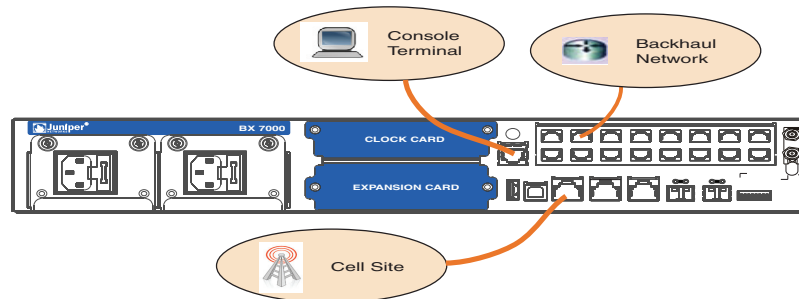 Console
Terminal
Backhaul
Network
Juniper®
BX 7000
CLOCK CARD
EXPANSION CARD
Cell Site